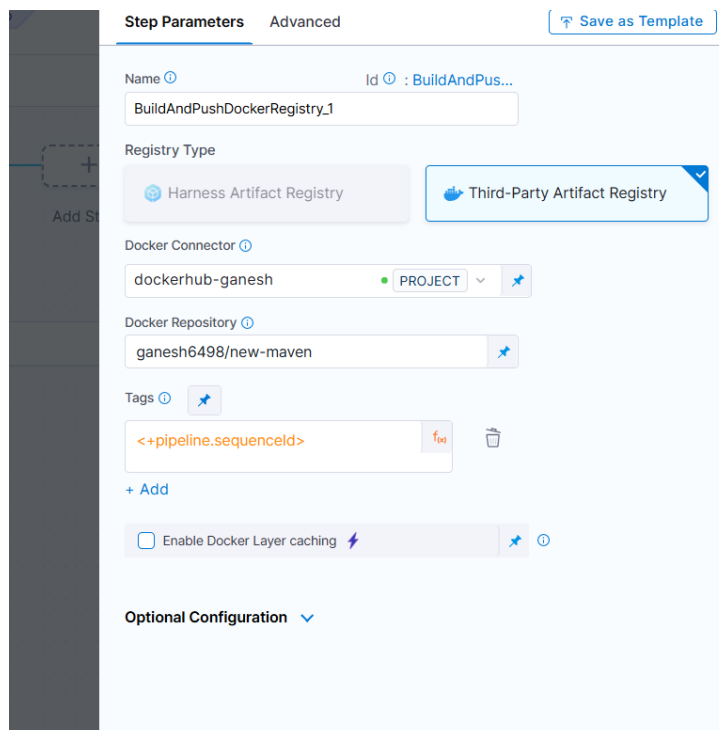 Step Parameters Advanced Save as Template
Name Id : BuildAndPus...
BuildAndPushDockerRegistry_1
Registry Type
Harness Artifact Registry Third-Party Artifact Registry
Add St
Docker Connector
dockerhub-ganesh PROJECT
Docker Repository
ganesh6498/new-maven
Tags
<+pipeline.sequenceId> f(x)
+ Add
Enable Docker Layer caching
Optional Configuration